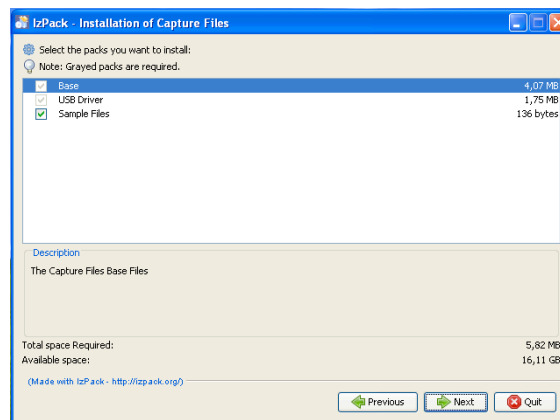 IzPack - Installation of Capture Files
Select the packs you want to install:
Note: Grayed packs are required.
Base 4,07 MB
USB Driver 1,75 MB
Sample Files 136 bytes
Description
The Capture Files Base Files
Total space Required: 5,82 MB
Available space: 16,11 GB
(Made with IzPack - http://izpack.org/)
Previous Next Quit